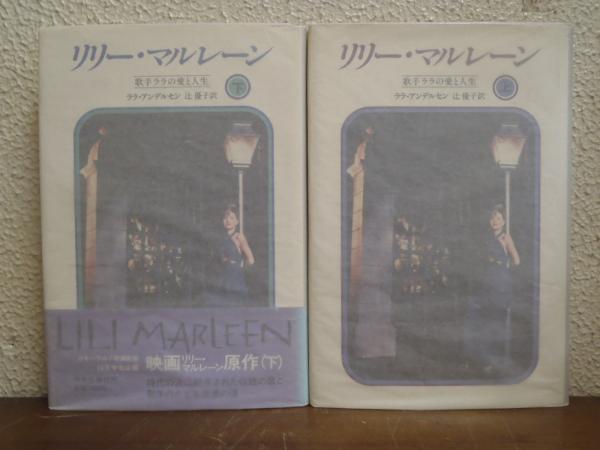 リリー・マルレーン
歌手ララの愛と人生
下
ララ・アンデルセン 辻優子訳
LILI MARLEEN
映画リリー・マルレーン原作(下)
リリー・マルレーン
歌手ララの愛と人生
上
ララ・アンデルセン 辻優子訳